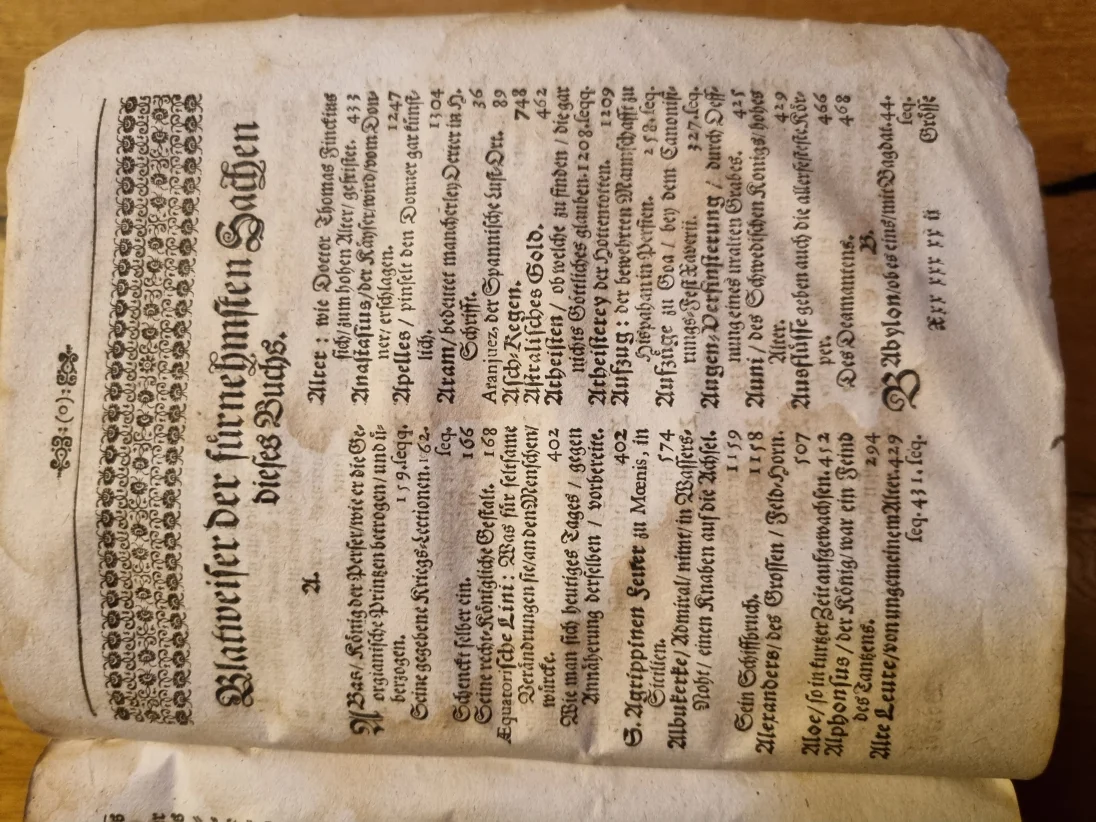 :(o):
Blatweiser der fürnehmsten Sachen
dieses Buchs.
A.
ABas/ König der Perser/wie er die Ge-
orgianische Prinzen betrogen/ und ü-
berzogen. 159.seqq.
Seine gegebene Kriegs-Lectionen. 162.
seq.
Schenckt selber ein. 166
Seine recht-Königliche Gestalt. 168
Æquatorische Lini: Was für seltesame
Verändrungen sie/an den Menschen/
würcke. 402
Wie man sich heutiges Tages / gegen
Annäherung derselben / vorbereite.
402
S. Agrippinen Feuer zu Mœnis, in
Sicilien. 574
Albukerke/ Admiral/ nimt/ in Wassers-
Noht/ einen Knaben auf die Achsel.
1159
Sein Schiffbruch. 1158
Alexanders/ des Grossen / Feld-Horn.
507
Aloe/ so in kurtzer Zeit aufgewachsen. 452
Alphonsus / der König/ war ein Feind
des Tantzens. 294
Alte Leute/ von ungemeinem Alter. 429
seq. 431. seq.
Alter: wie Doctor Thomas Finckius
sich/ zum hohen Alter/ gefristet. 433
Anastasius/ der Käyser/ wird/ vom Don-
ner/ erschlagen. 1247
Apelles / pinselt den Donner gar künst-
lich. 1304
Aram/ bedeutet mancherley Oerter in H.
Schrifft. 36
Aranjuez, der Spannische Lust-Ort. 89
Asch-Regen. 748
Astralisches Gold. 462
Atheisten / ob welche zu finden / die gar
nichts Göttliches glauben. 1208.seqq.
Atheisterey der Hottentotten. 1209
Aufzug: der bewehrten Mannschafft zu
Hispahan in Persien. 258.seq.
Aufzüge zu Goa / bey dem Canonisi-
rungs-Fest Xaverii. 327.seq.
Augen-Verfinsterung / durch Oeff-
nung eines uralten Grabes. 425
Auni / des Schwedischen Königs/ hohes
Alter. 429
Ausflüsse geben auch die allerfesteste Kör-
per. 466
Des Deamantens. 468
B.
BAbylon/ ob es eins/ mit Bagdat. 44.
seq.
Xxx xxx xx ij Grösse